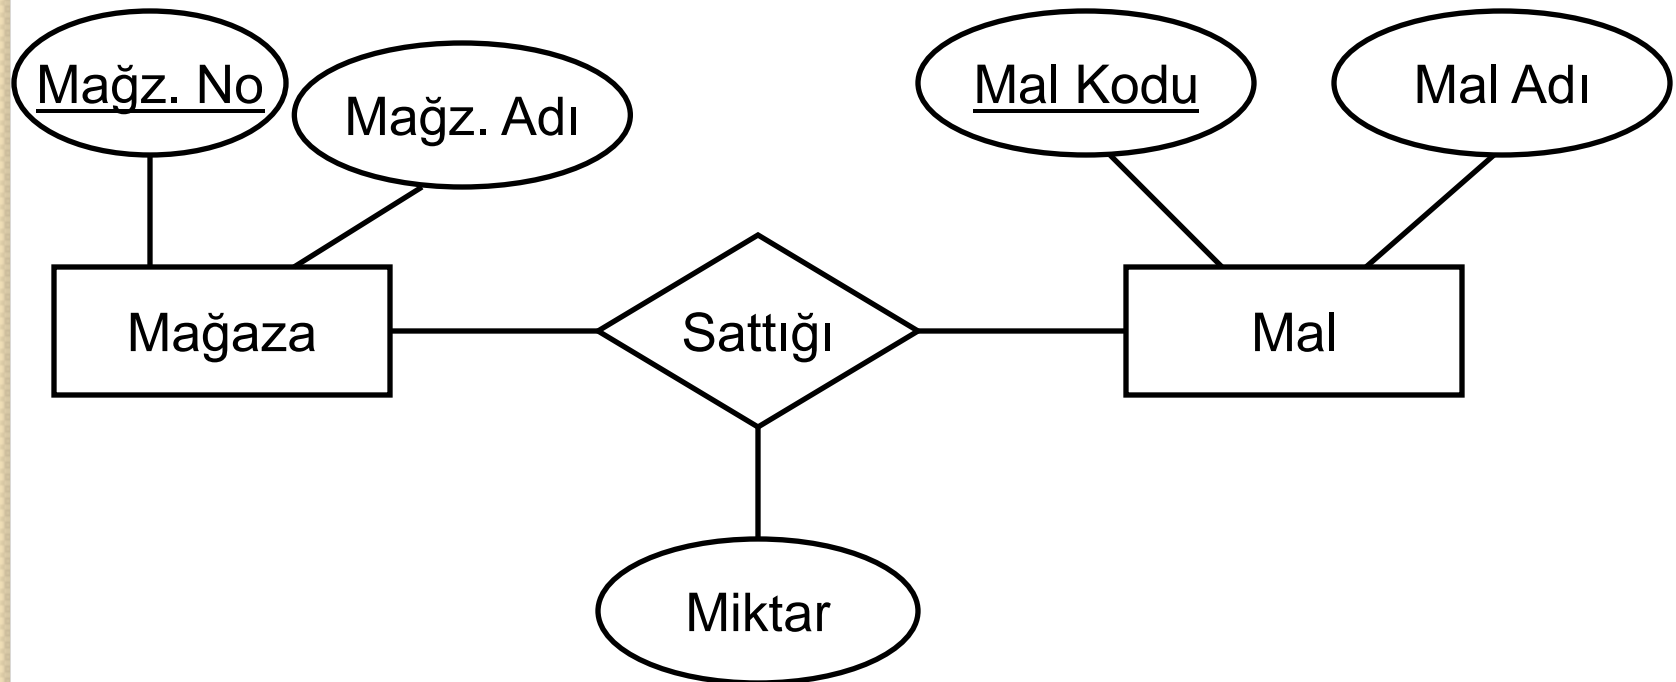 Mağz. No
Mağz. Adı
Mal Kodu
Mal Adı
Mağaza
Sattığı
Mal
Miktar